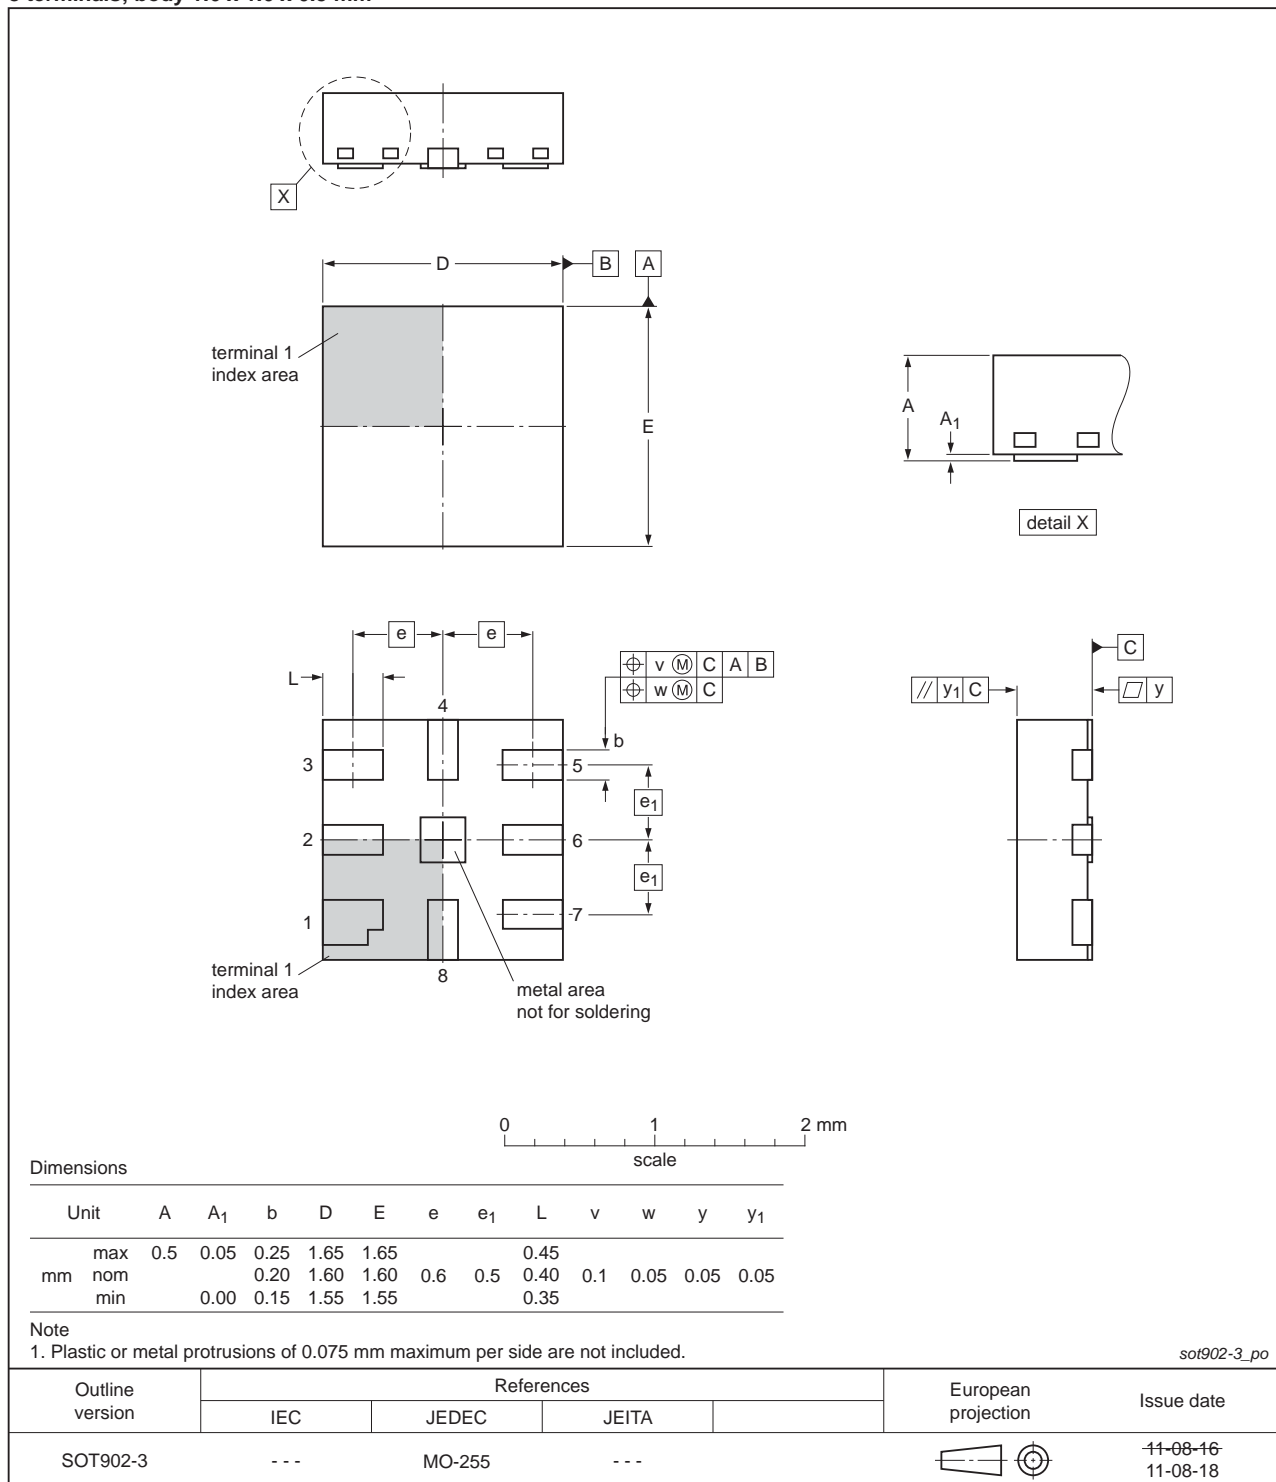 X
D
B
A
terminal 1
index area
E
A
A1
detail X
e
e
L
v M C A B
w M C
4
b
3
5
e1
2
6
e1
1
7
terminal 1
index area
8
metal area
not for soldering
C
// y1 C
y
0 1 2 mm
scale
Dimensions
Unit A A1 b D E e e1 L v w y y1
max 0.5 0.05 0.25 1.65 1.65 0.45
mm nom 0.20 1.60 1.60 0.6 0.5 0.40 0.1 0.05 0.05 0.05
min 0.00 0.15 1.55 1.55 0.35
Note
1. Plastic or metal protrusions of 0.075 mm maximum per side are not included.
sot902-3_po
Outline version References European projection Issue date
IEC JEDEC JEITA
SOT902-3 - - - MO-255 - - - 11-08-16
11-08-18